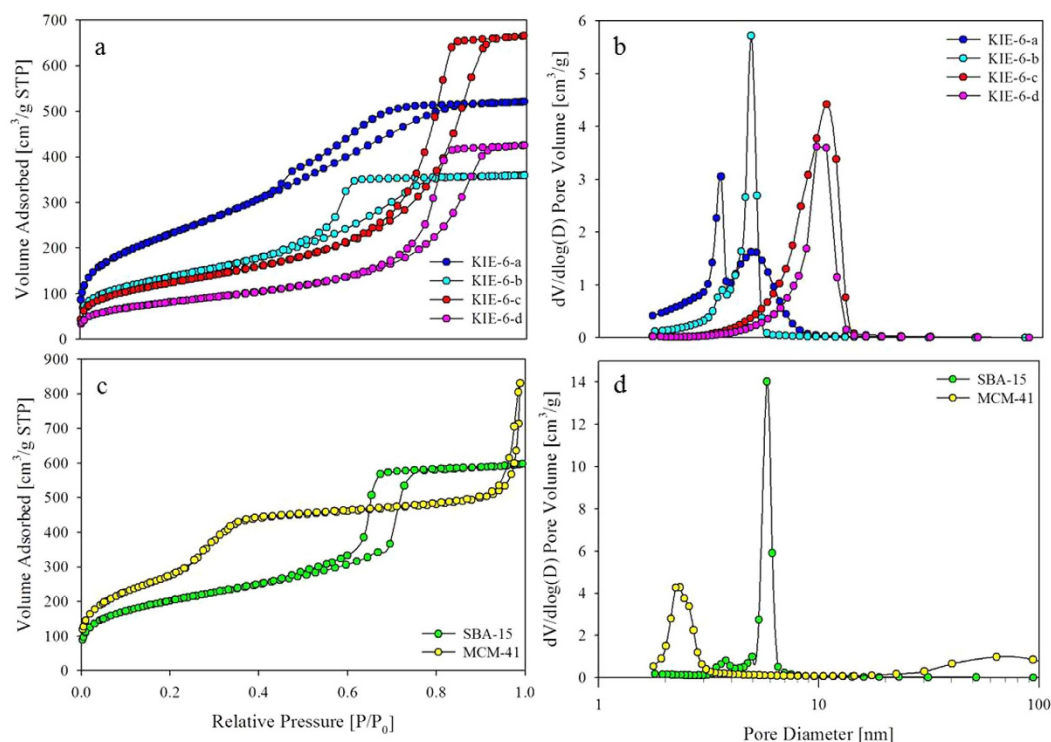 a
Volume Adsorbed [cm³/g STP]
700
600
500
400
300
200
100
0
KIE-6-a
KIE-6-b
KIE-6-c
KIE-6-d
b
dV/dlog(D) Pore Volume [cm³/g]
6
5
4
3
2
1
0
KIE-6-a
KIE-6-b
KIE-6-c
KIE-6-d
c
Volume Adsorbed [cm³/g STP]
900
800
700
600
500
400
300
200
100
0
SBA-15
MCM-41
0.0 0.2 0.4 0.6 0.8 1.0
Relative Pressure [P/P₀]
d
dV/dlog(D) Pore Volume [cm³/g]
14
12
10
8
6
4
2
0
SBA-15
MCM-41
1 10 100
Pore Diameter [nm]